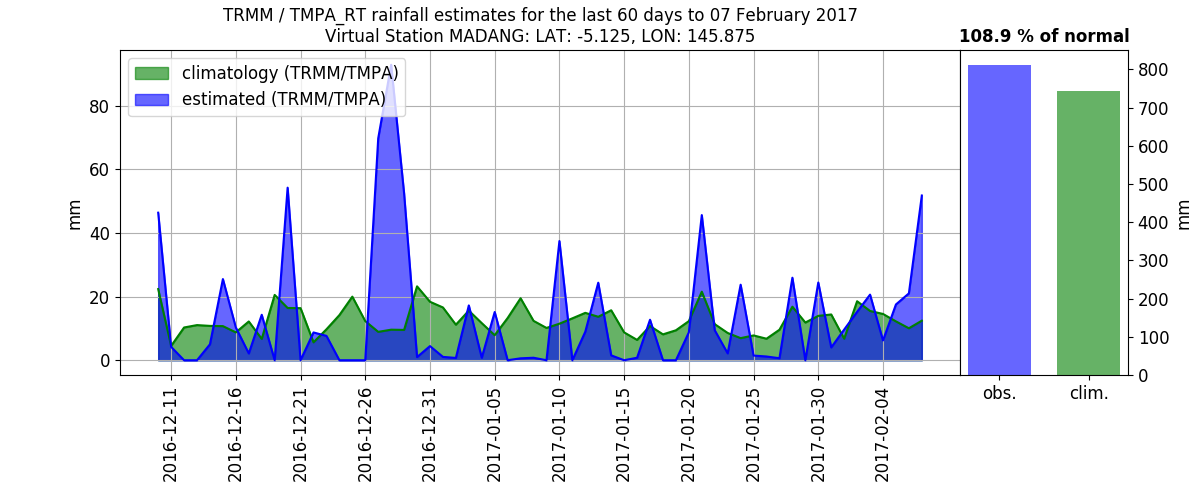 TRMM / TMPA_RT rainfall estimates for the last 60 days to 07 February 2017
Virtual Station MADANG: LAT: -5.125, LON: 145.875
108.9 % of normal
climatology (TRMM/TMPA)
estimated (TRMM/TMPA)
mm
80
60
40
20
0
2016-12-11
2016-12-16
2016-12-21
2016-12-26
2016-12-31
2017-01-05
2017-01-10
2017-01-15
2017-01-20
2017-01-25
2017-01-30
2017-02-04
800
700
600
500
400
300
200
100
0
mm
obs.
clim.